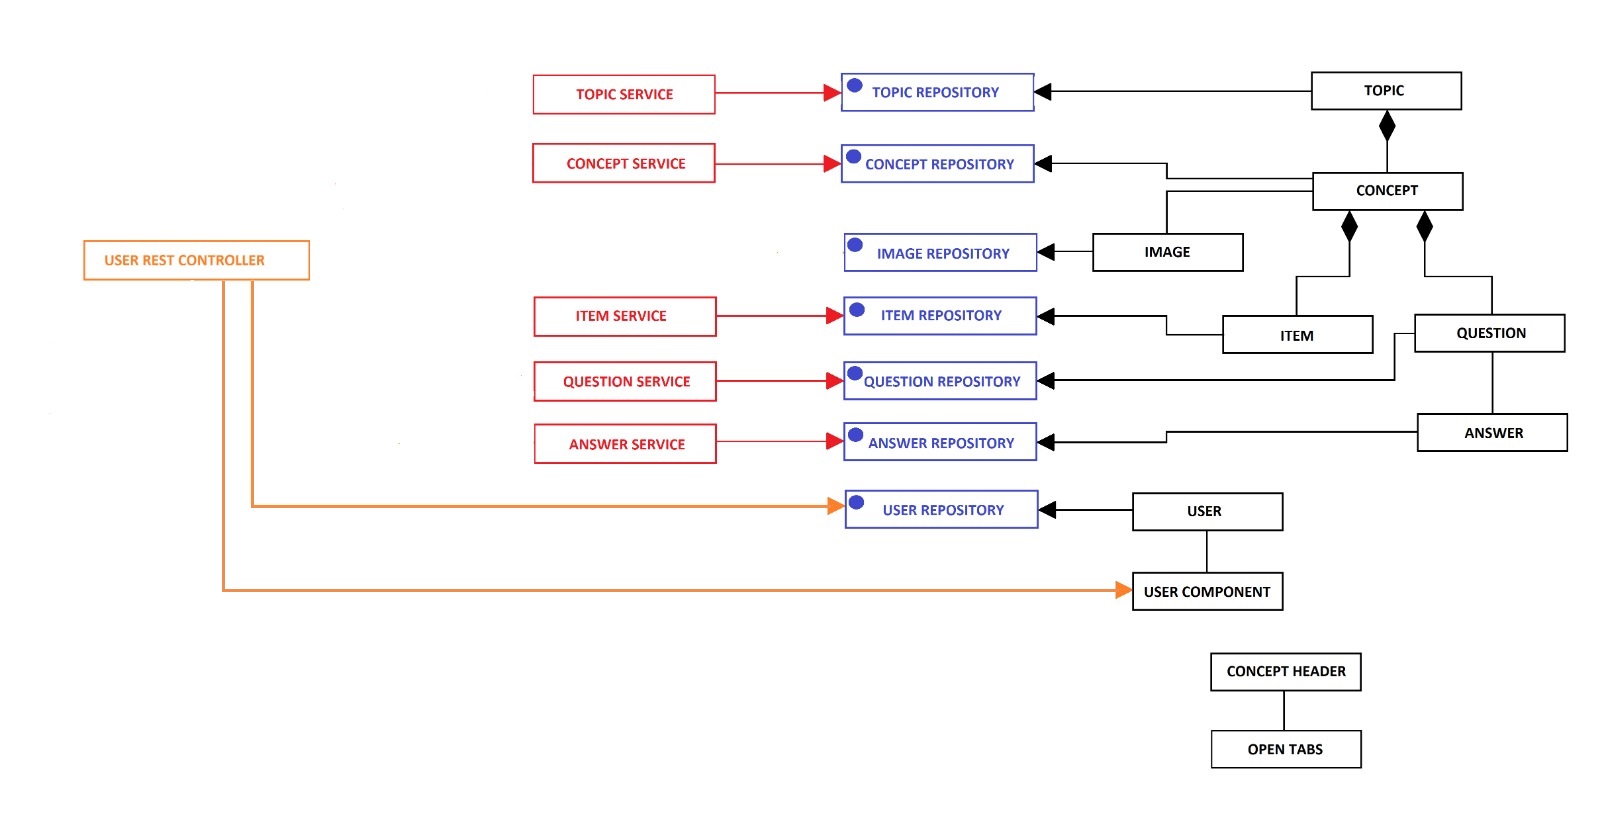 TOPIC SERVICE
TOPIC REPOSITORY
TOPIC
CONCEPT SERVICE
CONCEPT REPOSITORY
CONCEPT
USER REST CONTROLLER
IMAGE REPOSITORY
IMAGE
ITEM SERVICE
ITEM REPOSITORY
ITEM
QUESTION
QUESTION SERVICE
QUESTION REPOSITORY
ANSWER SERVICE
ANSWER REPOSITORY
ANSWER
USER REPOSITORY
USER
USER COMPONENT
CONCEPT HEADER
OPEN TABS